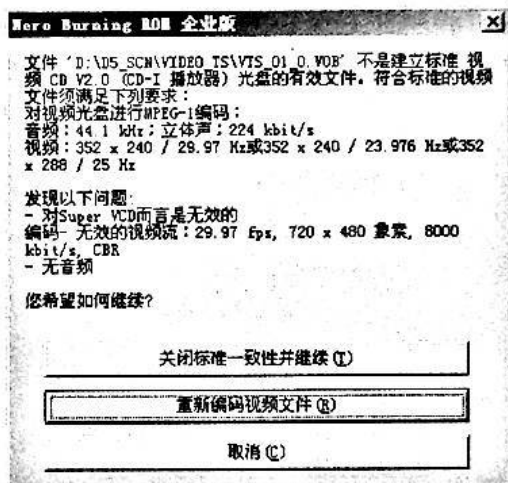 Nero Burning ROM 企业版
文件 'D:\D5_SCN\VIDEO_TS\VTS_01_0.VOB' 不是建立标准 视
频 CD V2.0 (CD-I 播放器) 光盘的有效文件. 符合标准的视频
文件须满足下列要求:
对视频光盘进行MPEG-1编码:
音频:44.1 kHz;立体声;224 kbit/s
视频:352 x 240 / 29.97 Hz或352 x 240 / 23.976 Hz或352
x 288 / 25 Hz
发现以下问题:
- 对Super VCD而言是无效的
编码- 无效的视频流:29.97 fps, 720 x 480 象素, 8000
kbit/s, CBR
- 无音频
您希望如何继续?
关闭标准一致性并继续(T)
重新编码视频文件(R)
取消(C)